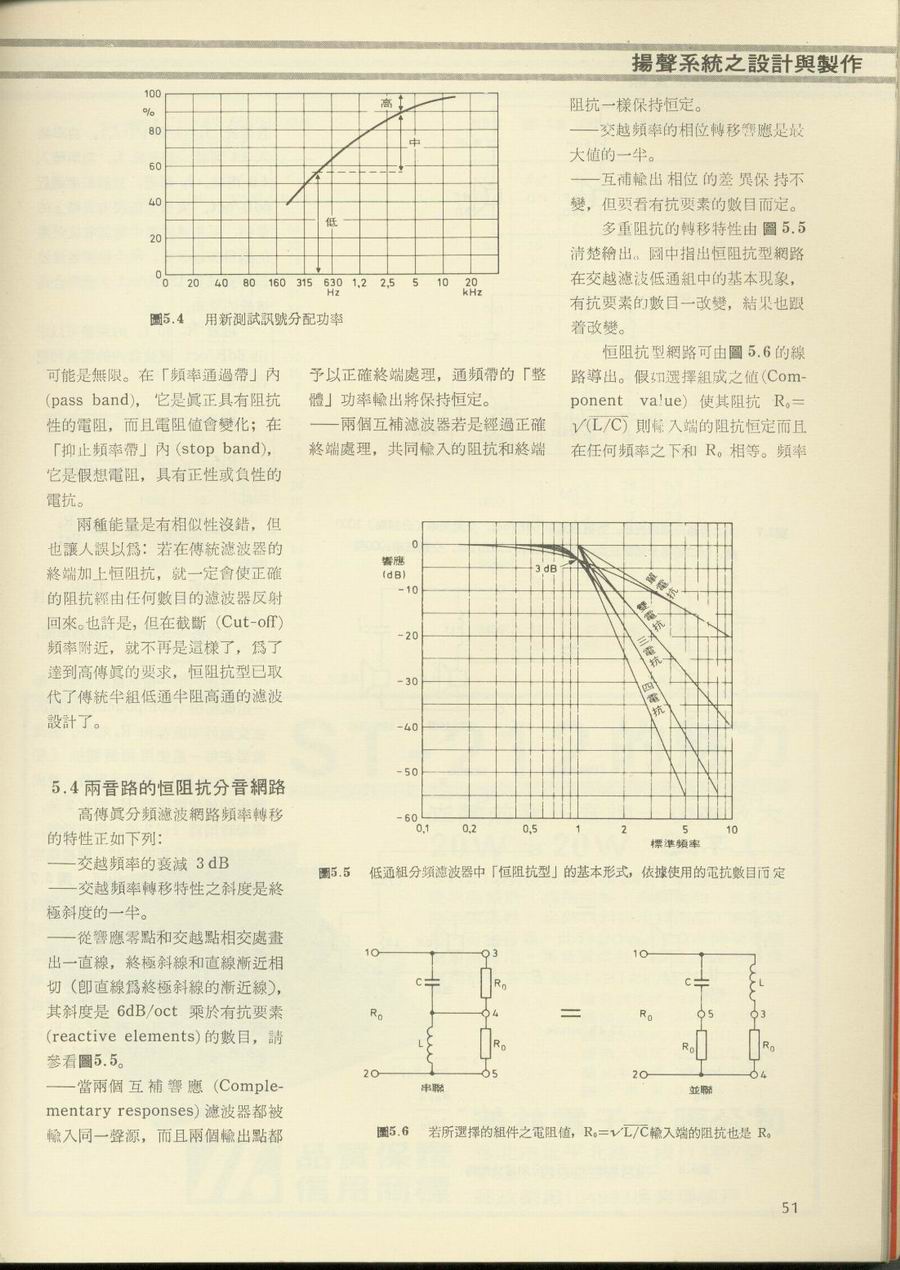 揚聲系統之設計與製作
100
%
80
60
40
20
0
高
中
低
0 20 40 80 160 315 630 1,2 2,5 5 10 20
Hz kHz
圖5.4 用新測試訊號分配功率
可能是無限。在「頻率通過帶」內
(pass band)，它是眞正具有阻抗
性的電阻，而且電阻値會變化；在
「抑止頻率帶」內 (stop band)，
它是假想電阻，具有正性或負性的
電抗。
兩種能量是有相似性沒錯，但
也讓人誤以爲：若在傳統濾波器的
終端加上恒阻抗，就一定會使正確
的阻抗經由任何數目的濾波器反射
回來。也許是，但在截斷 (Cut-off)
頻率附近，就不再是這樣了，爲了
達到高傳眞的要求，恒阻抗型已取
代了傳統半組低通半阻高通的濾波
設計了。
5.4 兩音路的恒阻抗分音網路
高傳眞分頻濾波網路頻率轉移
的特性正如下列：
——交越頻率的衰減 3 dB
——交越頻率轉移特性之斜度是終
極斜度的一半。
——從響應零點和交越點相交處畫
出一直線，終極斜線和直線漸近相
切（卽直線爲終極斜線的漸近線），
其斜度是 6dB/oct 乘於有抗要素
(reactive elements) 的數目，請
參看圖5.5。
——當兩個互補響應 (Comple-
mentary responses) 濾波器都被
輸入同一聲源，而且兩個輸出點都
予以正確終端處理，通頻帶的「整
體」功率輸出將保持恒定。
——兩個互補濾波器若是經過正確
終端處理，共同輸入的阻抗和終端
阻抗一樣保持恒定。
——交越頻率的相位轉移響應是最
大値的一半。
——互補輸出相位的差異保持不
變，但要看有抗要素的數目而定。
多重阻抗的轉移特性由圖 5.5
清楚繪出。圖中指出恒阻抗型網路
在交越濾波低通組中的基本現象，
有抗要素的數目一改變，結果也跟
着改變。
恒阻抗型網路可由圖 5.6 的線
路導出。假如選擇組成之値(Com-
ponent value) 使其阻抗 R₀=
√(L/C) 則輸入端的阻抗恒定而且
在任何頻率之下和 R₀ 相等。頻率
響應
(dB)
0
-10
-20
-30
-40
-50
-60
3 dB
單電抗
雙電抗
三電抗
四電抗
0,1 0,2 0,5 1 2 5 10
標準頻率
圖5.5 低通組分頻濾波器中「恒阻抗型」的基本形式，依據使用的電抗數目而定
1 3 1
C R₀ C L
R₀ 4 = R₀ 5 3
L R₀ R₀ R₀
2 5 2 4
串聯 並聯
圖5.6 若所選擇的組件之電阻値，R₀=√L/C輸入端的阻抗也是 R₀
51